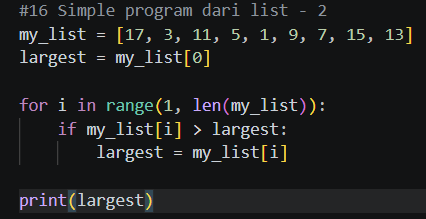 #16 Simple program dari list - 2
my_list = [17, 3, 11, 5, 1, 9, 7, 15, 13]
largest = my_list[0]

for i in range(1, len(my_list)):
    if my_list[i] > largest:
        largest = my_list[i]

print(largest)